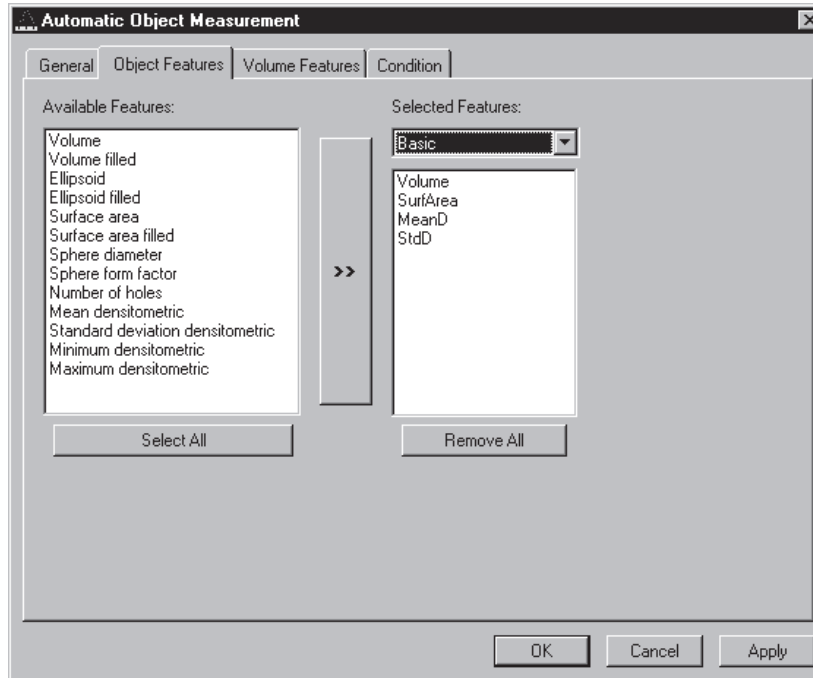 Automatic Object Measurement
General Object Features Volume Features Condition
Available Features:
Volume
Volume filled
Ellipsoid
Ellipsoid filled
Surface area
Surface area filled
Sphere diameter
Sphere form factor
Number of holes
Mean densitometric
Standard deviation densitometric
Minimum densitometric
Maximum densitometric
Select All
>>
Selected Features:
Basic
Volume
SurfArea
MeanD
StdD
Remove All
OK Cancel Apply